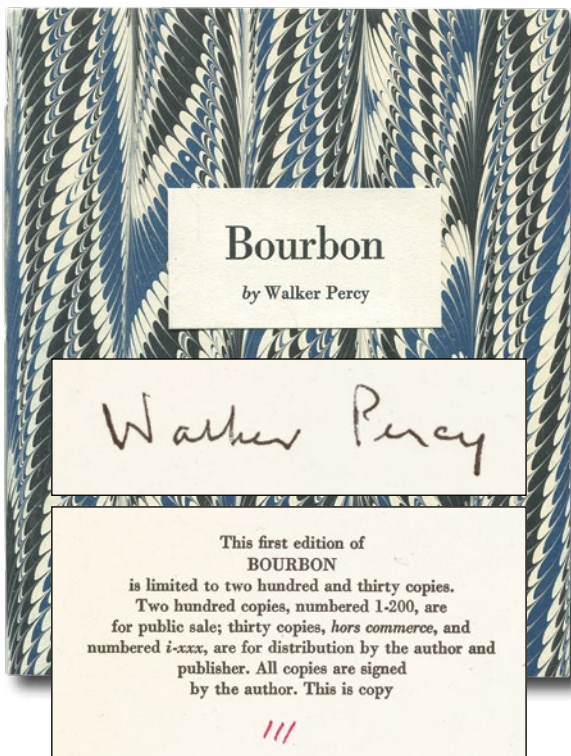 Bourbon
by Walker Percy
Walker Percy
This first edition of
BOURBON
is limited to two hundred and thirty copies.
Two hundred copies, numbered 1-200, are
for public sale; thirty copies, hors commerce, and
numbered i-xxx, are for distribution by the author and
publisher. All copies are signed
by the author. This is copy
111